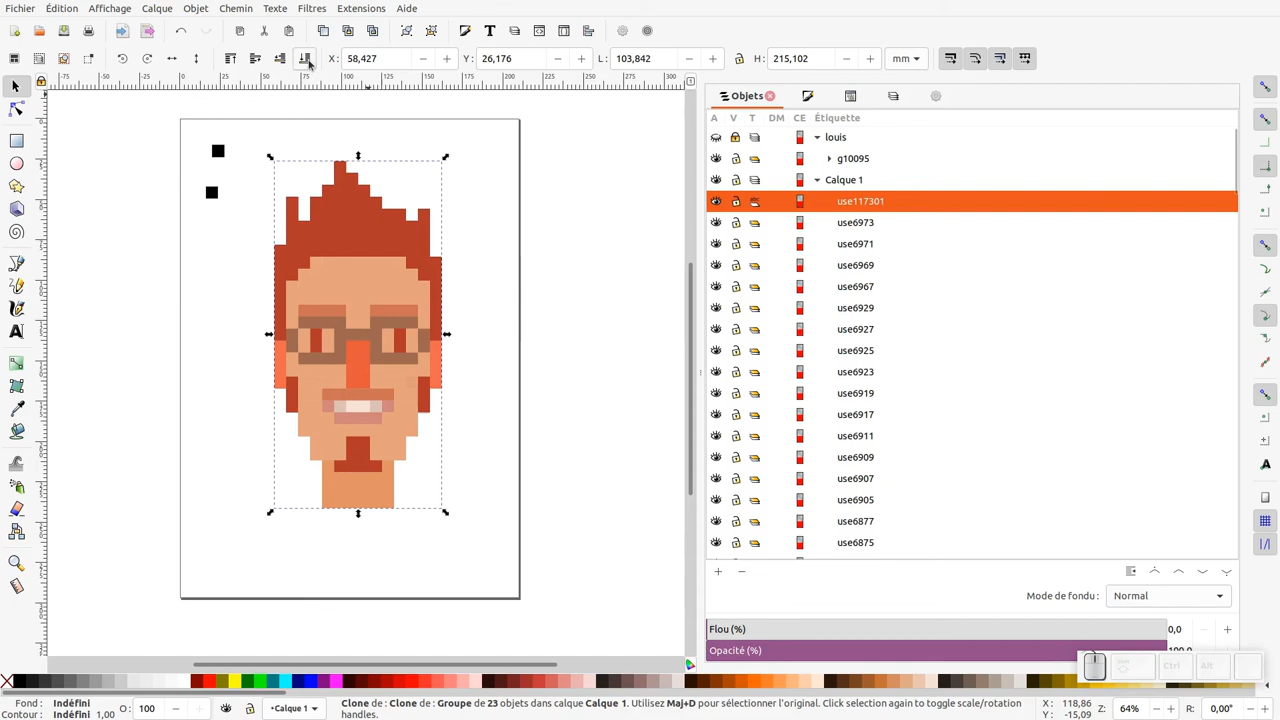 Fichier Édition Affichage Calque Objet Chemin Texte Filtres Extensions Aide
X: 58,427 Y: 26,176 L: 103,842 H: 215,102 mm
Objets
A V T DM CE Étiquette
louis
g10095
Calque 1
use117301
use6973
use6971
use6969
use6967
use6929
use6927
use6925
use6923
use6919
use6917
use6911
use6909
use6907
use6905
use6877
use6875
Mode de fondu : Normal
Flou (%) 0,0
Opacité (%)
Ctrl Alt
Fond : Indéfini
Contour : Indéfini 1,00
O: 100
•Calque 1
Clone de : Clone de : Groupe de 23 objets dans calque Calque 1. Utilisez Maj+D pour sélectionner l'original. Click selection again to toggle scale/rotation handles.
X: 118,86
Y: -15,09
Z: 64%
R: 0,00°